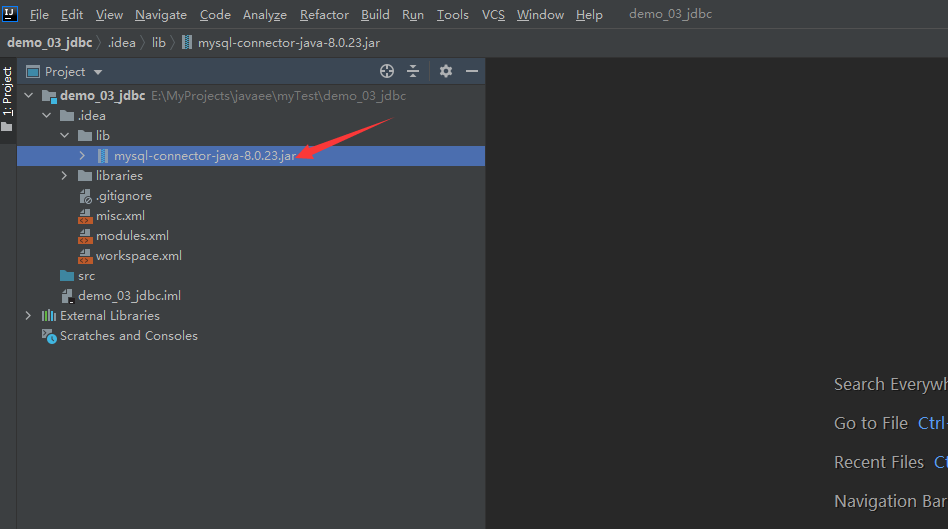 IJ File Edit View Navigate Code Analyze Refactor Build Run Tools VCS Window Help demo_03_jdbc
demo_03_jdbc .idea lib mysql-connector-java-8.0.23.jar
1: Project
Project
demo_03_jdbc E:\MyProjects\javaee\myTest\demo_03_jdbc
.idea
lib
mysql-connector-java-8.0.23.jar
libraries
.gitignore
misc.xml
modules.xml
workspace.xml
src
demo_03_jdbc.iml
External Libraries
Scratches and Consoles
Search Everywh
Go to File Ctrl
Recent Files Ct
Navigation Bar